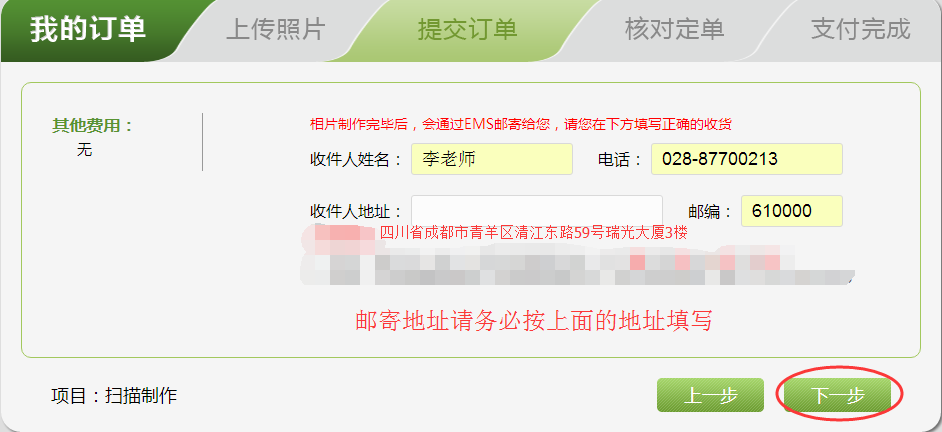 我的订单 上传照片 提交订单 核对定单 支付完成
其他费用：
无
相片制作完毕后，会通过EMS邮寄给您，请您在下方填写正确的收货
收件人姓名： 李老师 电话： 028-87700213
收件人地址： 邮编： 610000
四川省成都市青羊区清江东路59号瑞光大厦3楼
邮寄地址请务必按上面的地址填写
项目：扫描制作 上一步 下一步